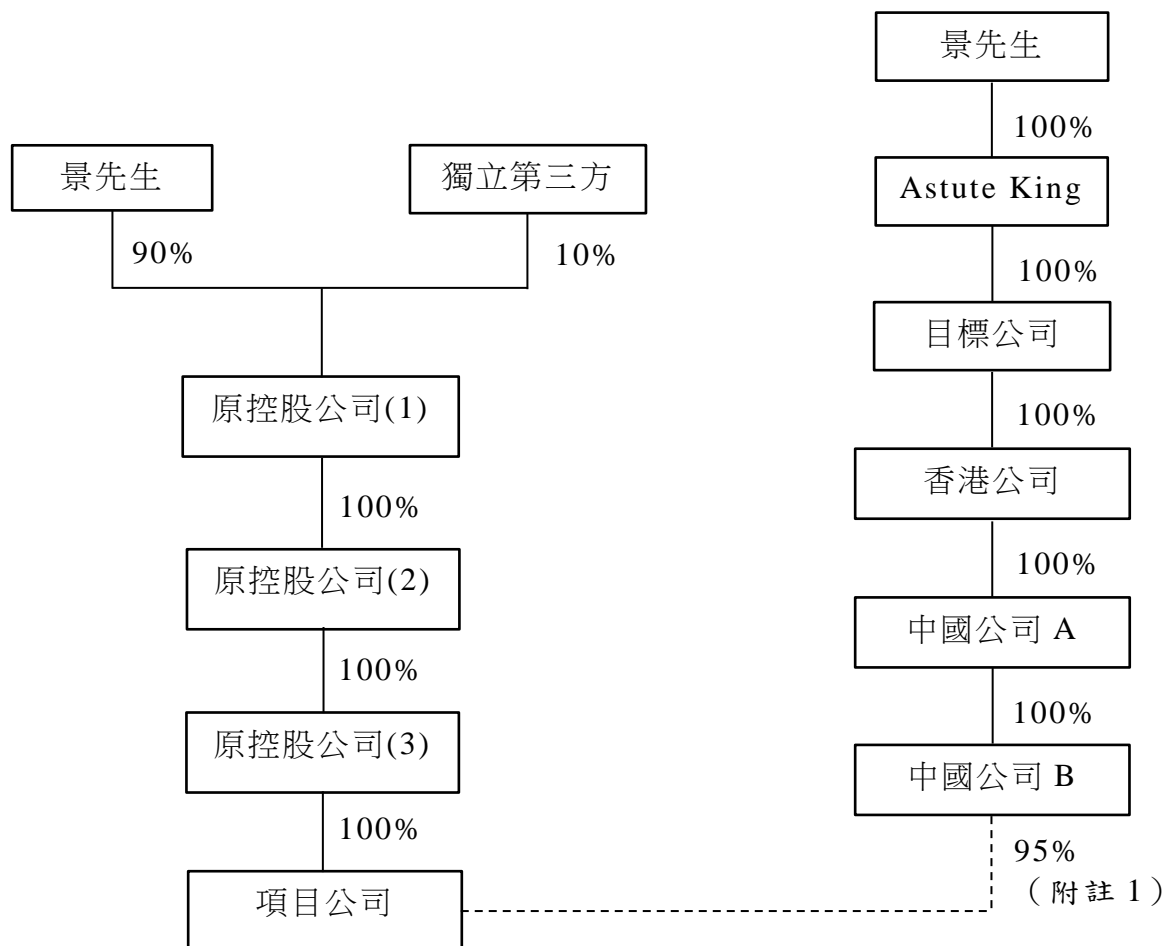 景先生
100%
景先生
獨立第三方
Astute King
90%
10%
100%
目標公司
原控股公司(1)
100%
香港公司
100%
100%
原控股公司(2)
中國公司 A
100%
100%
原控股公司(3)
中國公司 B
100%
95%
(附註 1)
項目公司